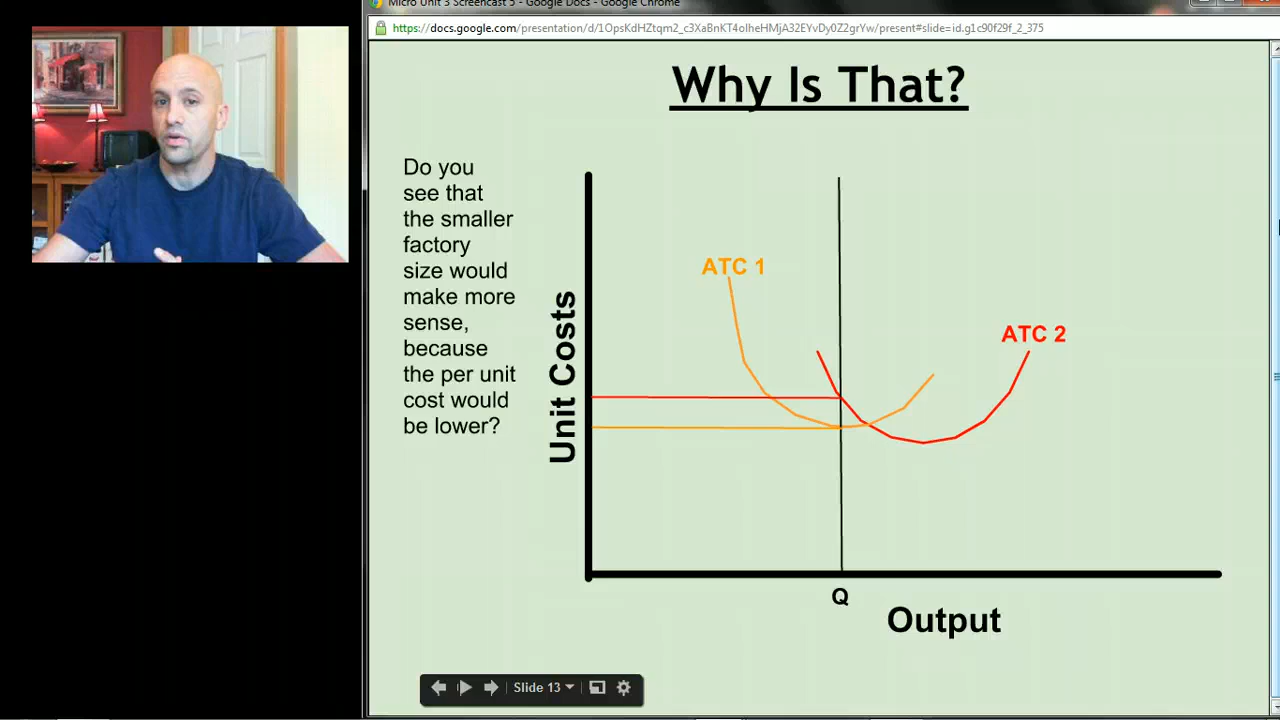 Micro Unit 3 Screencast 5 - Google Docs - Google Chrome
https://docs.google.com/presentation/d/1OpsKdHZtqm2_c3XaBnKT4oIheHMjA32EYvDy0Z2grYw/present#slide=id.g1c90f29f_2_375
Why Is That?
Do you
see that
the smaller
factory
size would
make more
sense,
because
the per unit
cost would
be lower?
Unit Costs
ATC 1
ATC 2
Q
Output
Slide 13